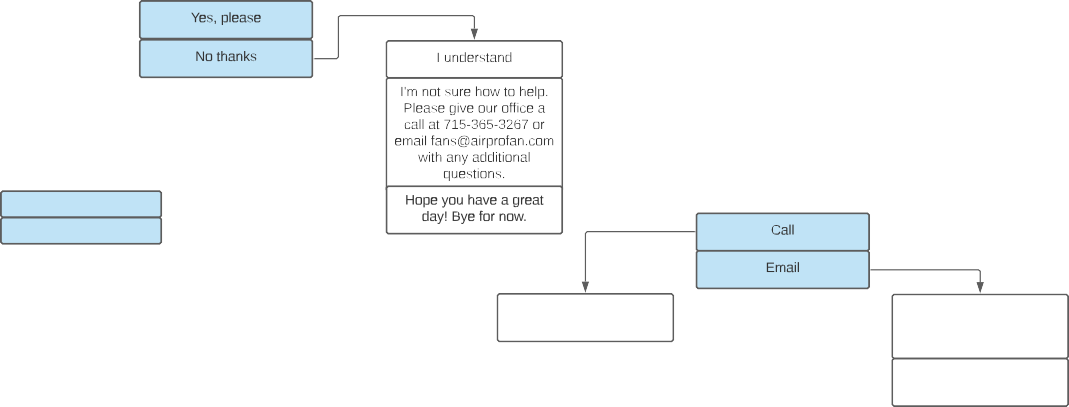 Yes, please
No thanks
I understand
I'm not sure how to help.
Please give our office a
call at 715-365-3267 or
email fans@airprofan.com
with any additional
questions.
Hope you have a great
day! Bye for now.
Call
Email